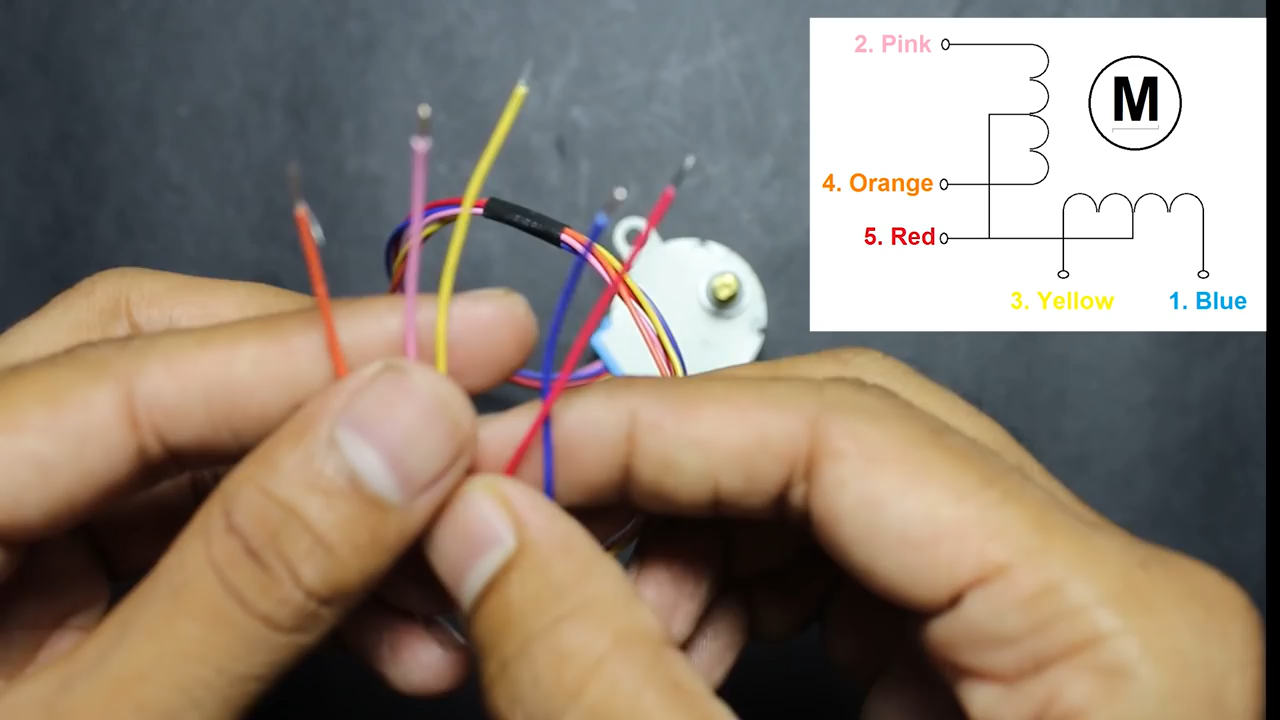 2. Pink
M
4. Orange
5. Red
3. Yellow
1. Blue